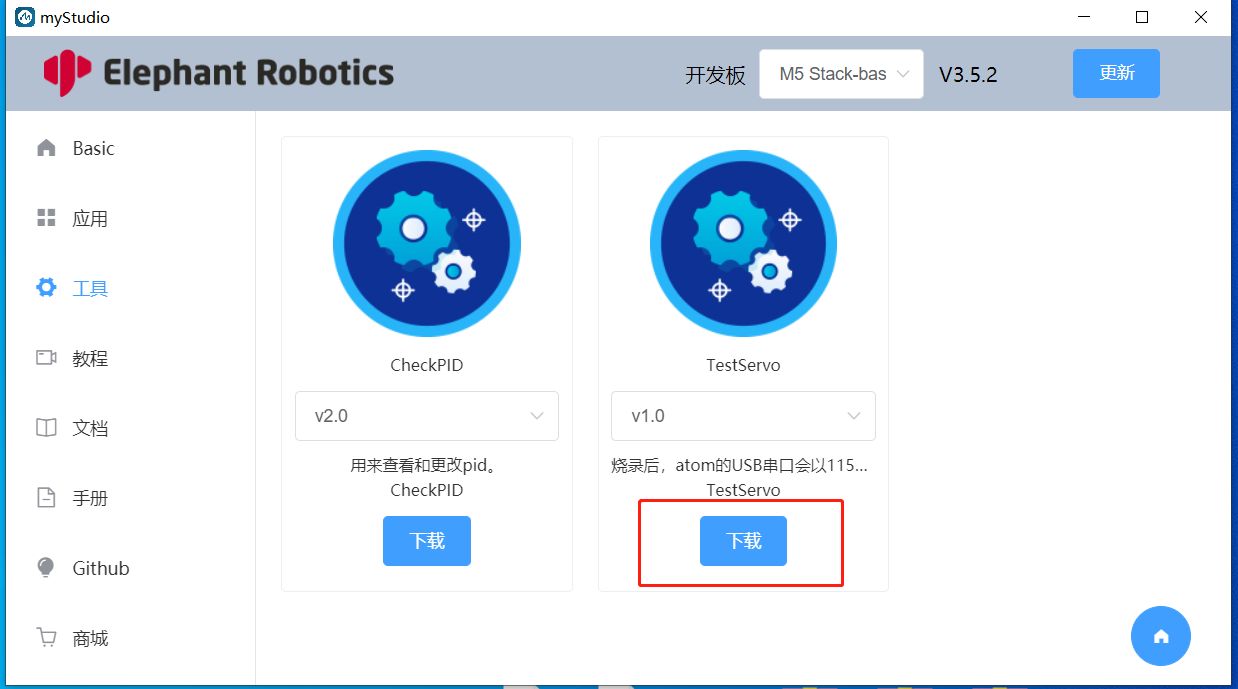 myStudio
Elephant Robotics
开发板 M5 Stack-bas V3.5.2 更新
Basic
应用
工具
教程
文档
手册
Github
商城
CheckPID
v2.0
用来查看和更改pid。
CheckPID
下载
TestServo
v1.0
烧录后，atom的USB串口会以115...
TestServo
下载